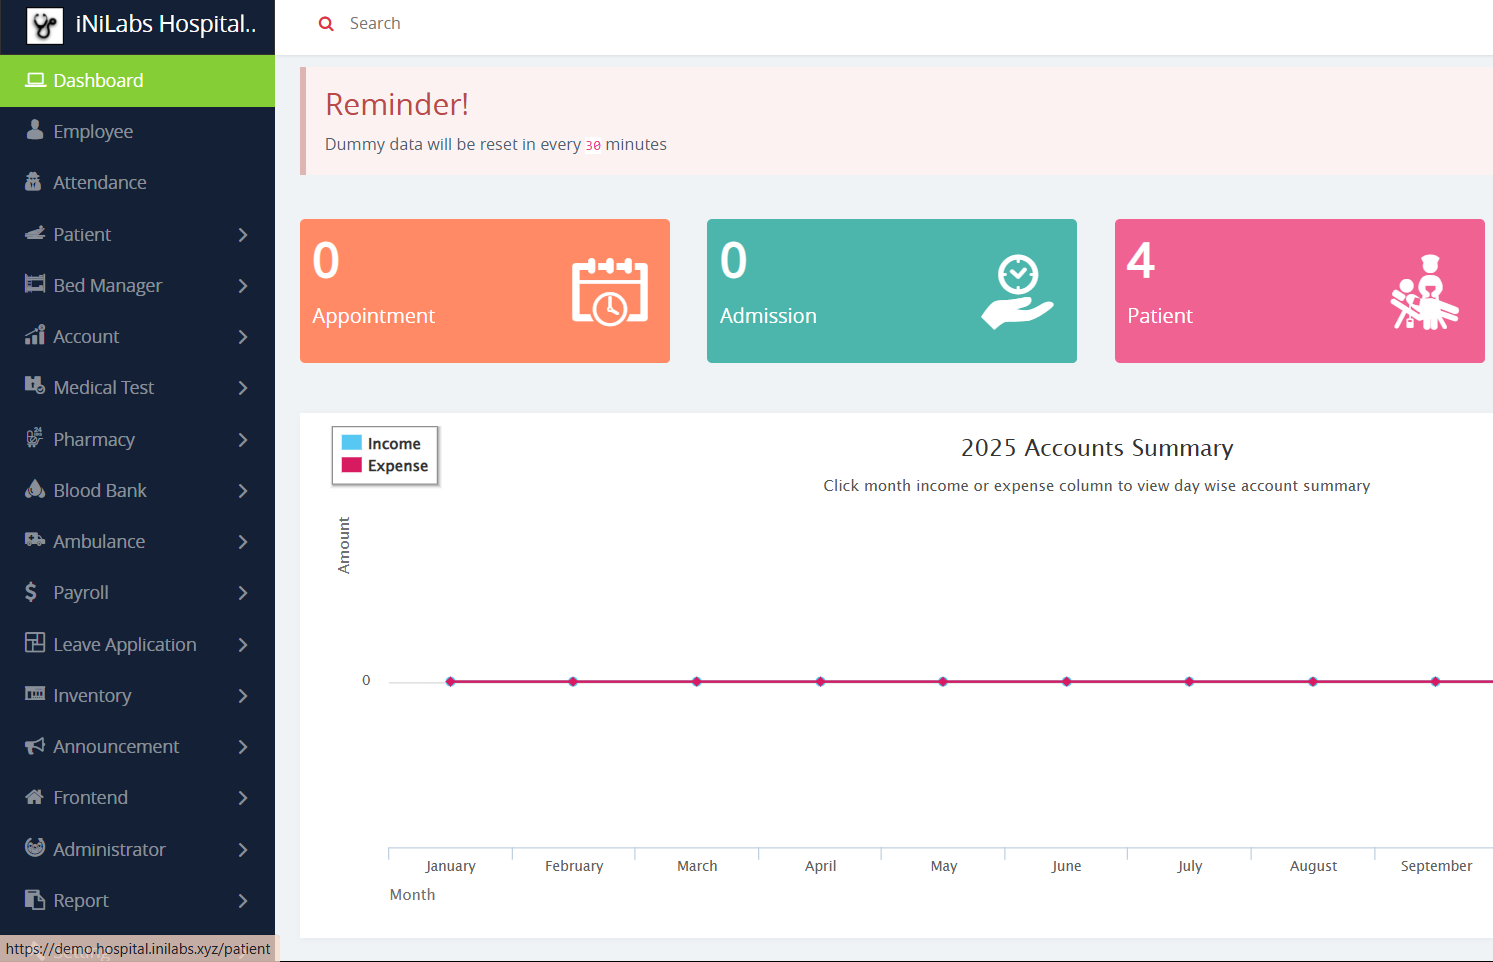 iNiLabs Hospital..
Search
Dashboard
Employee
Attendance
Patient
Bed Manager
Account
Medical Test
Pharmacy
Blood Bank
Ambulance
Payroll
Leave Application
Inventory
Announcement
Frontend
Administrator
Report
https://demo.hospital.inilabs.xyz/patient
Reminder!
Dummy data will be reset in every 30 minutes
0
Appointment
0
Admission
4
Patient
Income
Expense
2025 Accounts Summary
Click month income or expense column to view day wise account summary
Amount
0
January February March April May June July August September
Month